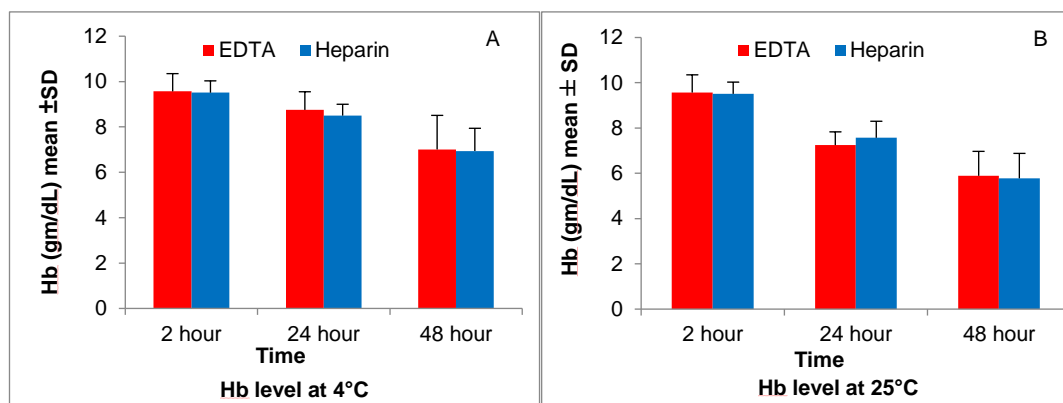 A
EDTA Heparin
Hb (gm/dL) mean ±SD
12
10
8
6
4
2
0
2 hour 24 hour 48 hour
Time
Hb level at 4°C
B
EDTA Heparin
Hb (gm/dL) mean ± SD
12
10
8
6
4
2
0
2 hour 24 hour 48 hour
Time
Hb level at 25°C